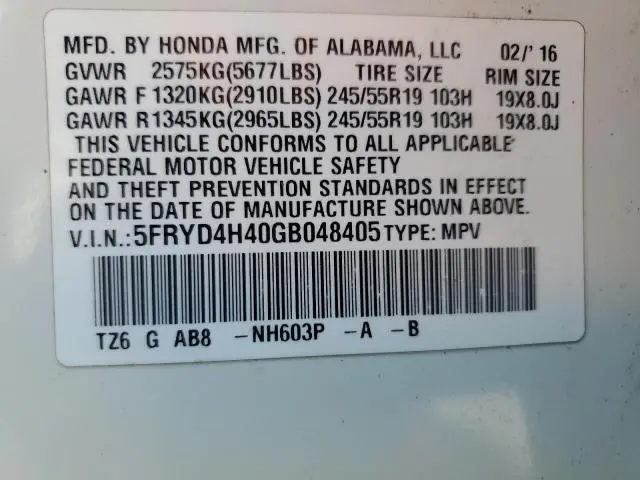 MFD. BY HONDA MFG. OF ALABAMA, LLC 02/' 16
GVWR 2575KG(5677LBS) TIRE SIZE RIM SIZE
GAWR F 1320KG(2910LBS) 245/55R19 103H 19X8.0J
GAWR R1345KG(2965LBS) 245/55R19 103H 19X8.0J
THIS VEHICLE CONFORMS TO ALL APPLICABLE
FEDERAL MOTOR VEHICLE SAFETY
AND THEFT PREVENTION STANDARDS IN EFFECT
ON THE DATE OF MANUFACTURE SHOWN ABOVE.
V.I.N.: 5FRYD4H40GB048405 TYPE: MPV
TZ6 G AB8 -NH603P -A -B